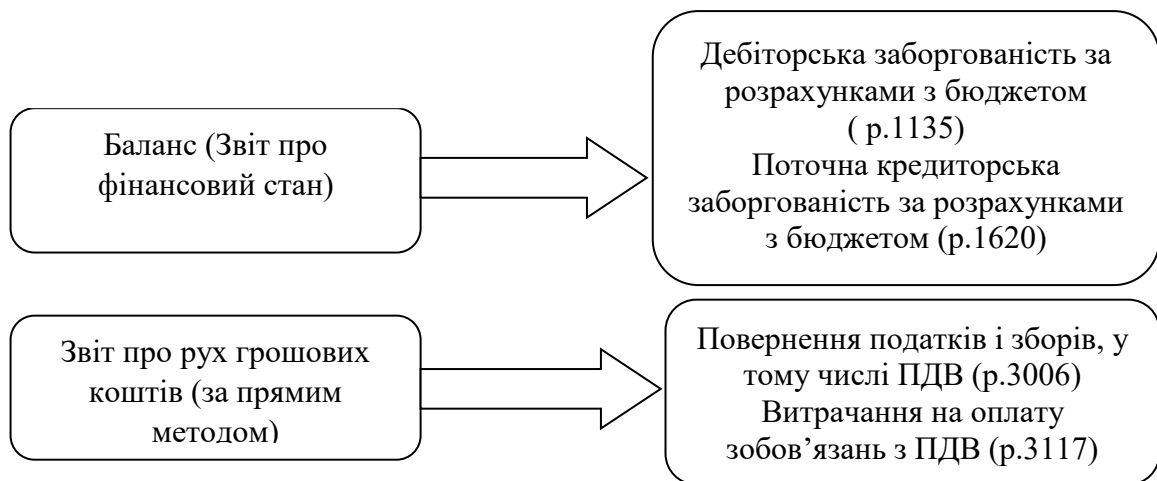 Баланс (Звіт про
фінансовий стан)
Дебіторська заборгованість за
розрахунками з бюджетом
( р.1135)
Поточна кредиторська
заборгованість за розрахунками
з бюджетом (р.1620)
Звіт про рух грошових
коштів (за прямим
методом)
Повернення податків і зборів, у
тому числі ПДВ (р.3006)
Витрачання на оплату
зобов’язань з ПДВ (р.3117)